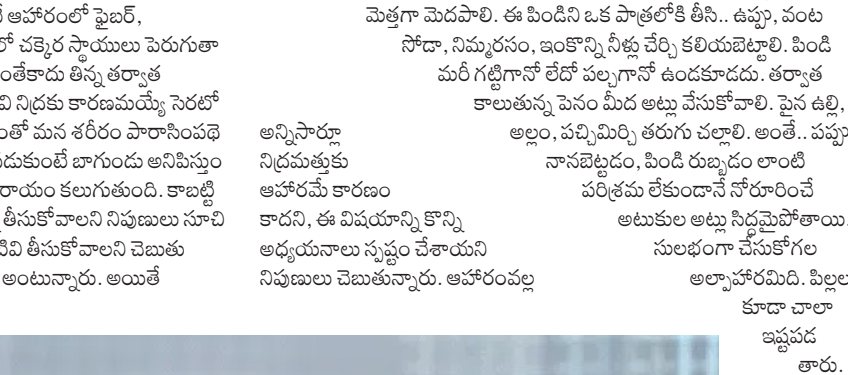 ఆహారంలో ఫైబర్,
లో చక్కెర స్థాయులు పెరుగుతా
తిన్న తర్వాత
నిద్రకు కారణమయ్యే సెరటో
మన శరీరం పారాసింపథె
బాగుండు అనిపిస్తుం
కలుగుతుంది. కాబట్టి
తీసుకోవాలని నిపుణులు సూచి
తీసుకోవాలని చెబుతు
అంటున్నారు. అయితే
అన్నిసార్లూ
నిద్రమత్తుకు
ఆహారమే కారణం
కాదని, ఈ విషయాన్ని కొన్ని
అధ్యయనాలు స్పష్టం చేశాయని
నిపుణులు చెబుతున్నారు. ఆహారంవల్ల
మెత్తగా మెదపాలి. ఈ పిండిని ఒక పాత్రలోకి తీసి.. ఉప్పు, వంట
సోడా, నిమ్మరసం, ఇంకొన్ని నీళ్లు చేర్చి కలియబెట్టాలి. పిండి
మరీ గట్టిగానో లేదో పల్చగానో ఉండకూడదు. తర్వాత
కాలుతున్న పెనం మీద అట్లు వేసుకోవాలి. పైన ఉల్లి,
అల్లం, పచ్చిమిర్చి తరుగు చల్లాలి. అంతే.. పప్పు
నానబెట్టడం, పిండి రుబ్బడం లాంటి
పరిశ్రమ లేకుండానే నోరూరించే
అటుకుల అట్లు సిద్ధమైపోతాయి.
సులభంగా చేసుకోగల
అల్పాహారమిది. పిల్లల
కూడా చాలా
ఇష్టపడ
తారు.